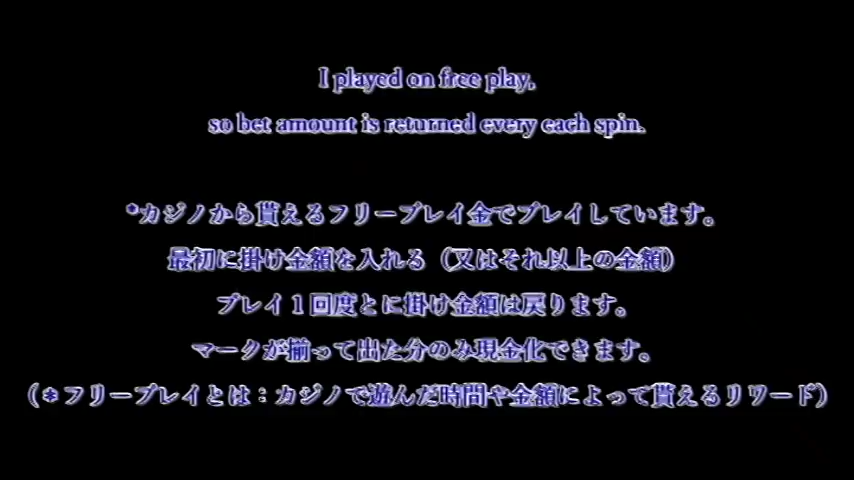 I played on free play,
so bet amount is returned every each spin.
*カジノから貰えるフリープレイ金でプレイしています。
最初に掛け金額を入れる（又はそれ以上の金額）
プレイ１回度とに掛け金額は戻ります。
マークが揃って出た分のみ現金化できます。
（＊フリープレイとは：カジノで遊んだ時間や金額によって貰えるリワード）